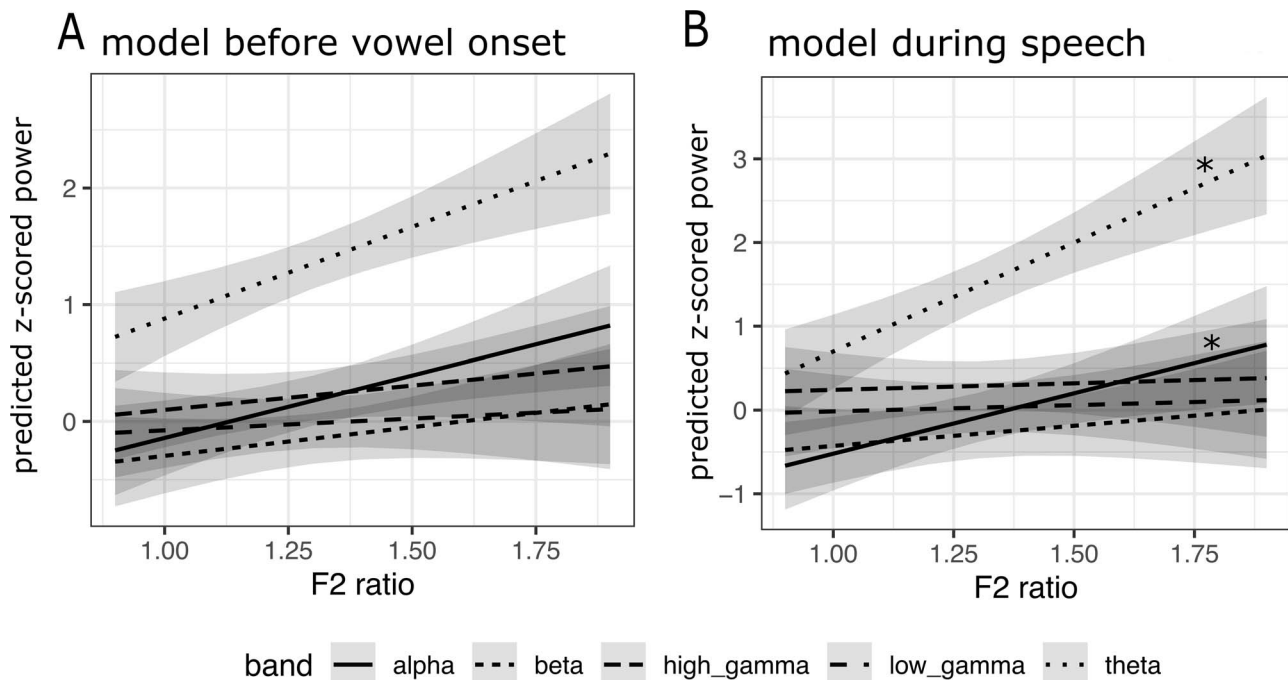 A model before vowel onset
predicted z-scored power
2
1
0
1.00 1.25 1.50 1.75
F2 ratio
B model during speech
*
*
predicted z-scored power
3
2
1
0
−1
1.00 1.25 1.50 1.75
F2 ratio
band alpha beta high_gamma low_gamma theta